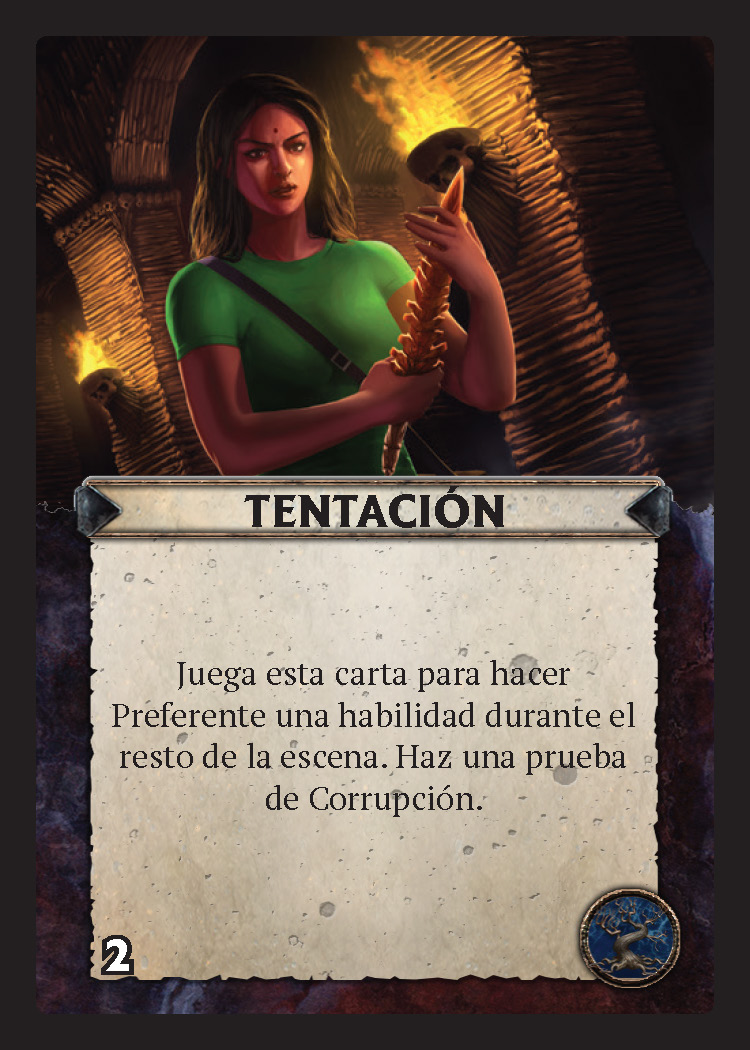 TENTACIÓN
Juega esta carta para hacer
Preferente una habilidad durante el
resto de la escena. Haz una prueba
de Corrupción.
2